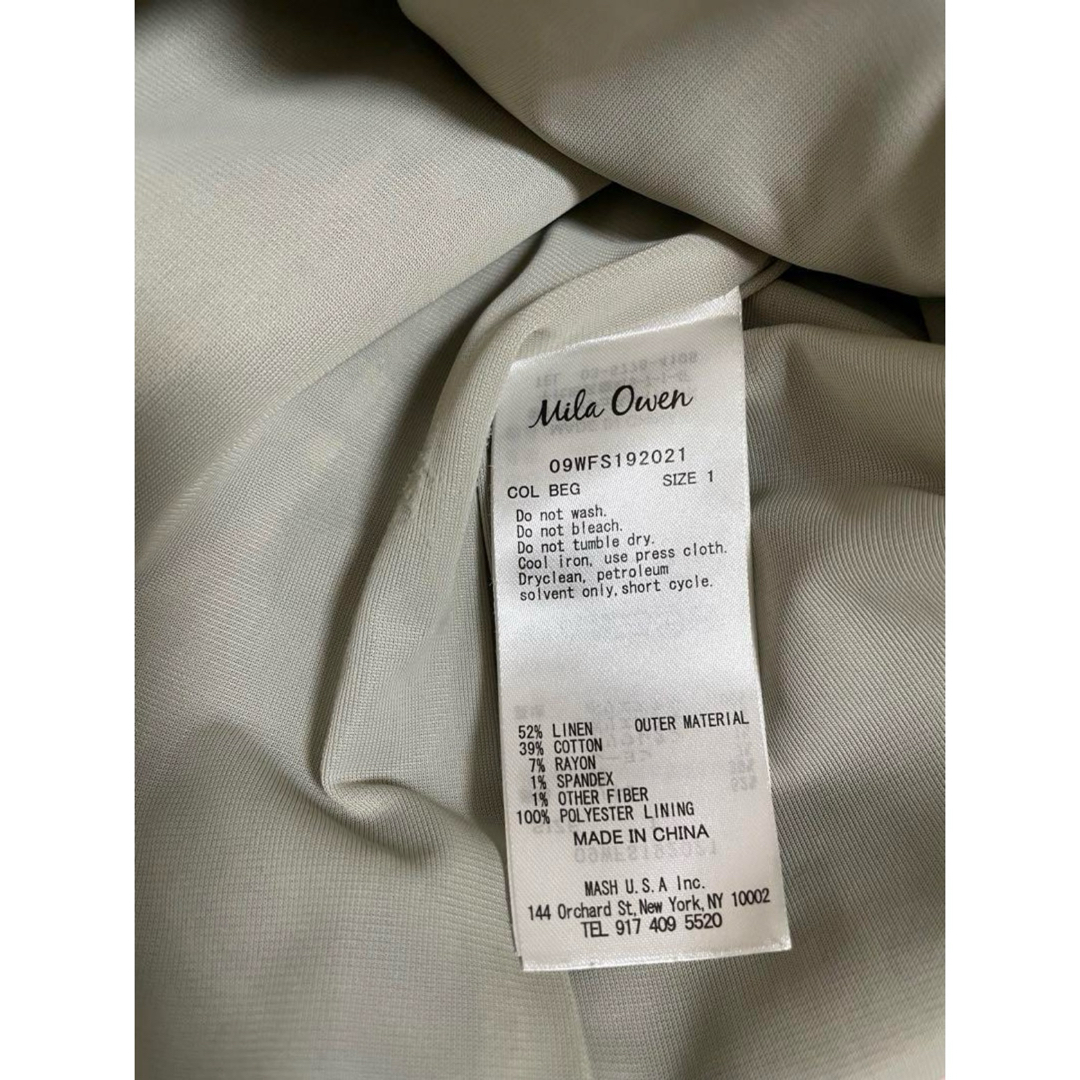 Mila Owen
09WFS192021
COL BEG SIZE 1
Do not wash.
Do not bleach.
Do not tumble dry.
Cool iron, use press cloth.
Dryclean, petroleum
solvent only,short cycle.
52% LINEN OUTER MATERIAL
39% COTTON
7% RAYON
1% SPANDEX
1% OTHER FIBER
100% POLYESTER LINING
MADE IN CHINA
MASH U.S.A Inc.
144 Orchard St,New York,NY 10002
TEL 917 409 5520